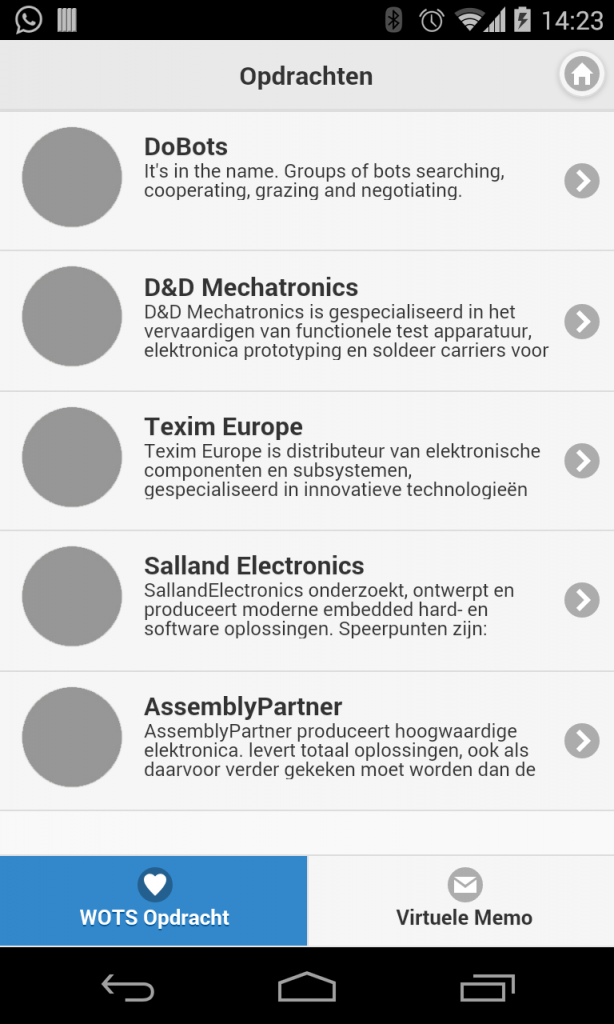 14:23
Opdrachten
DoBots
It's in the name. Groups of bots searching,
cooperating, grazing and negotiating.
D&D Mechatronics
D&D Mechatronics is gespecialiseerd in het
vervaardigen van functionele test apparatuur,
elektronica prototyping en soldeer carriers voor
Texim Europe
Texim Europe is distributeur van elektronische
componenten en subsystemen,
gespecialiseerd in innovatieve technologieën
Salland Electronics
SallandElectronics onderzoekt, ontwerpt en
produceert moderne embedded hard- en
software oplossingen. Speerpunten zijn:
AssemblyPartner
AssemblyPartner produceert hoogwaardige
elektronica. levert totaal oplossingen, ook als
daarvoor verder gekeken moet worden dan de
WOTS Opdracht
Virtuele Memo